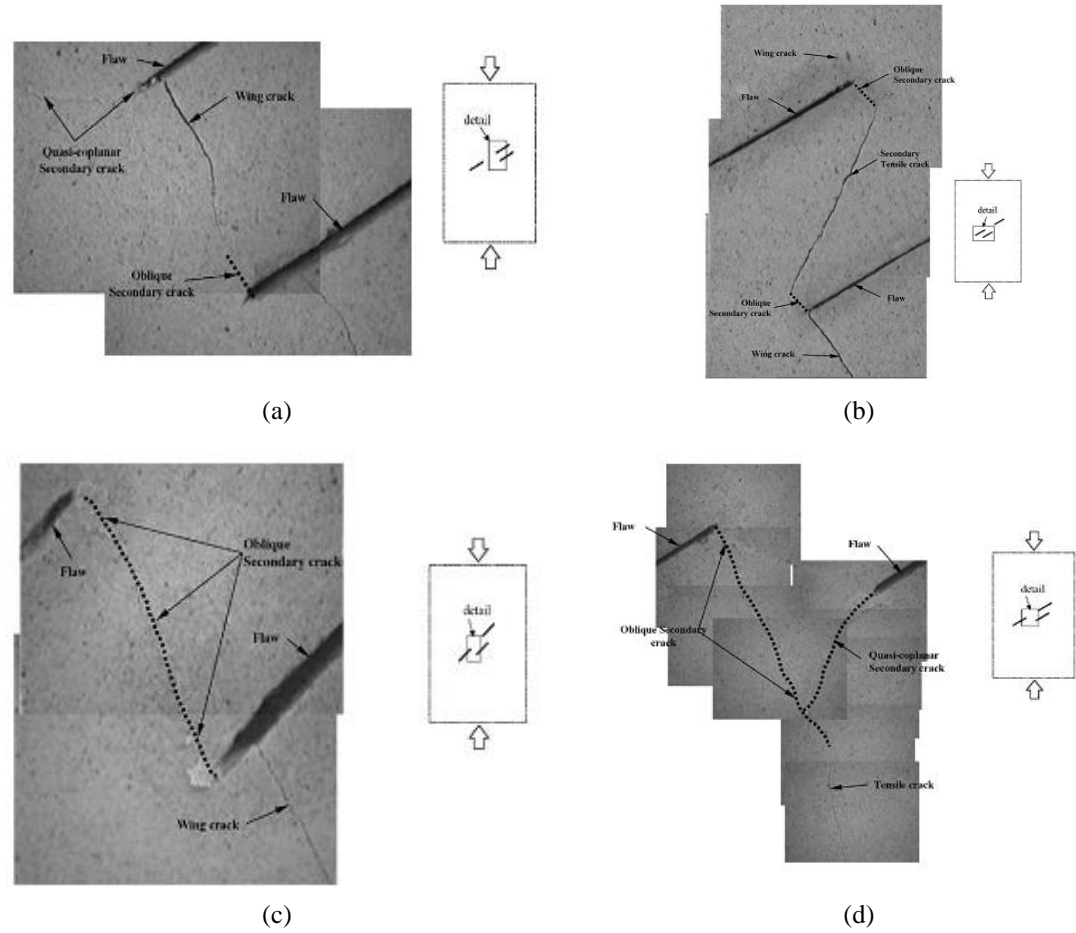 Flaw
Wing crack
Quasi-coplanar
Secondary crack
Flaw
Oblique
Secondary crack
detail
(a)
Wing crack
Oblique
Secondary crack
Flaw
Secondary
Tensile crack
Oblique
Secondary crack
Flaw
Wing crack
detail
(b)
Oblique
Secondary crack
Flaw
Flaw
Wing crack
detail
(c)
Flaw
Flaw
Oblique Secondary
crack
Quasi-coplanar
Secondary crack
Tensile crack
detail
(d)